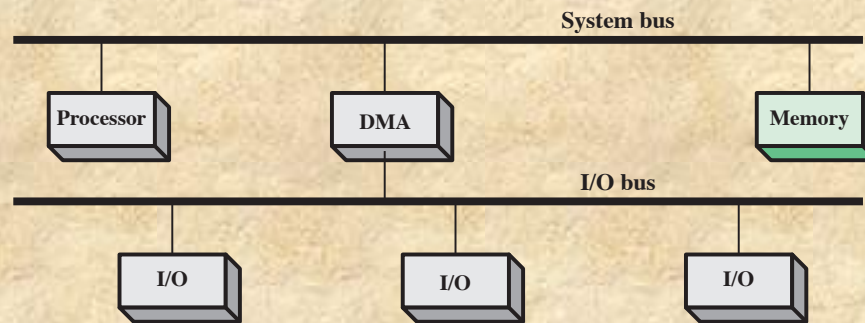 System bus
Processor
DMA
Memory
I/O bus
I/O
I/O
I/O